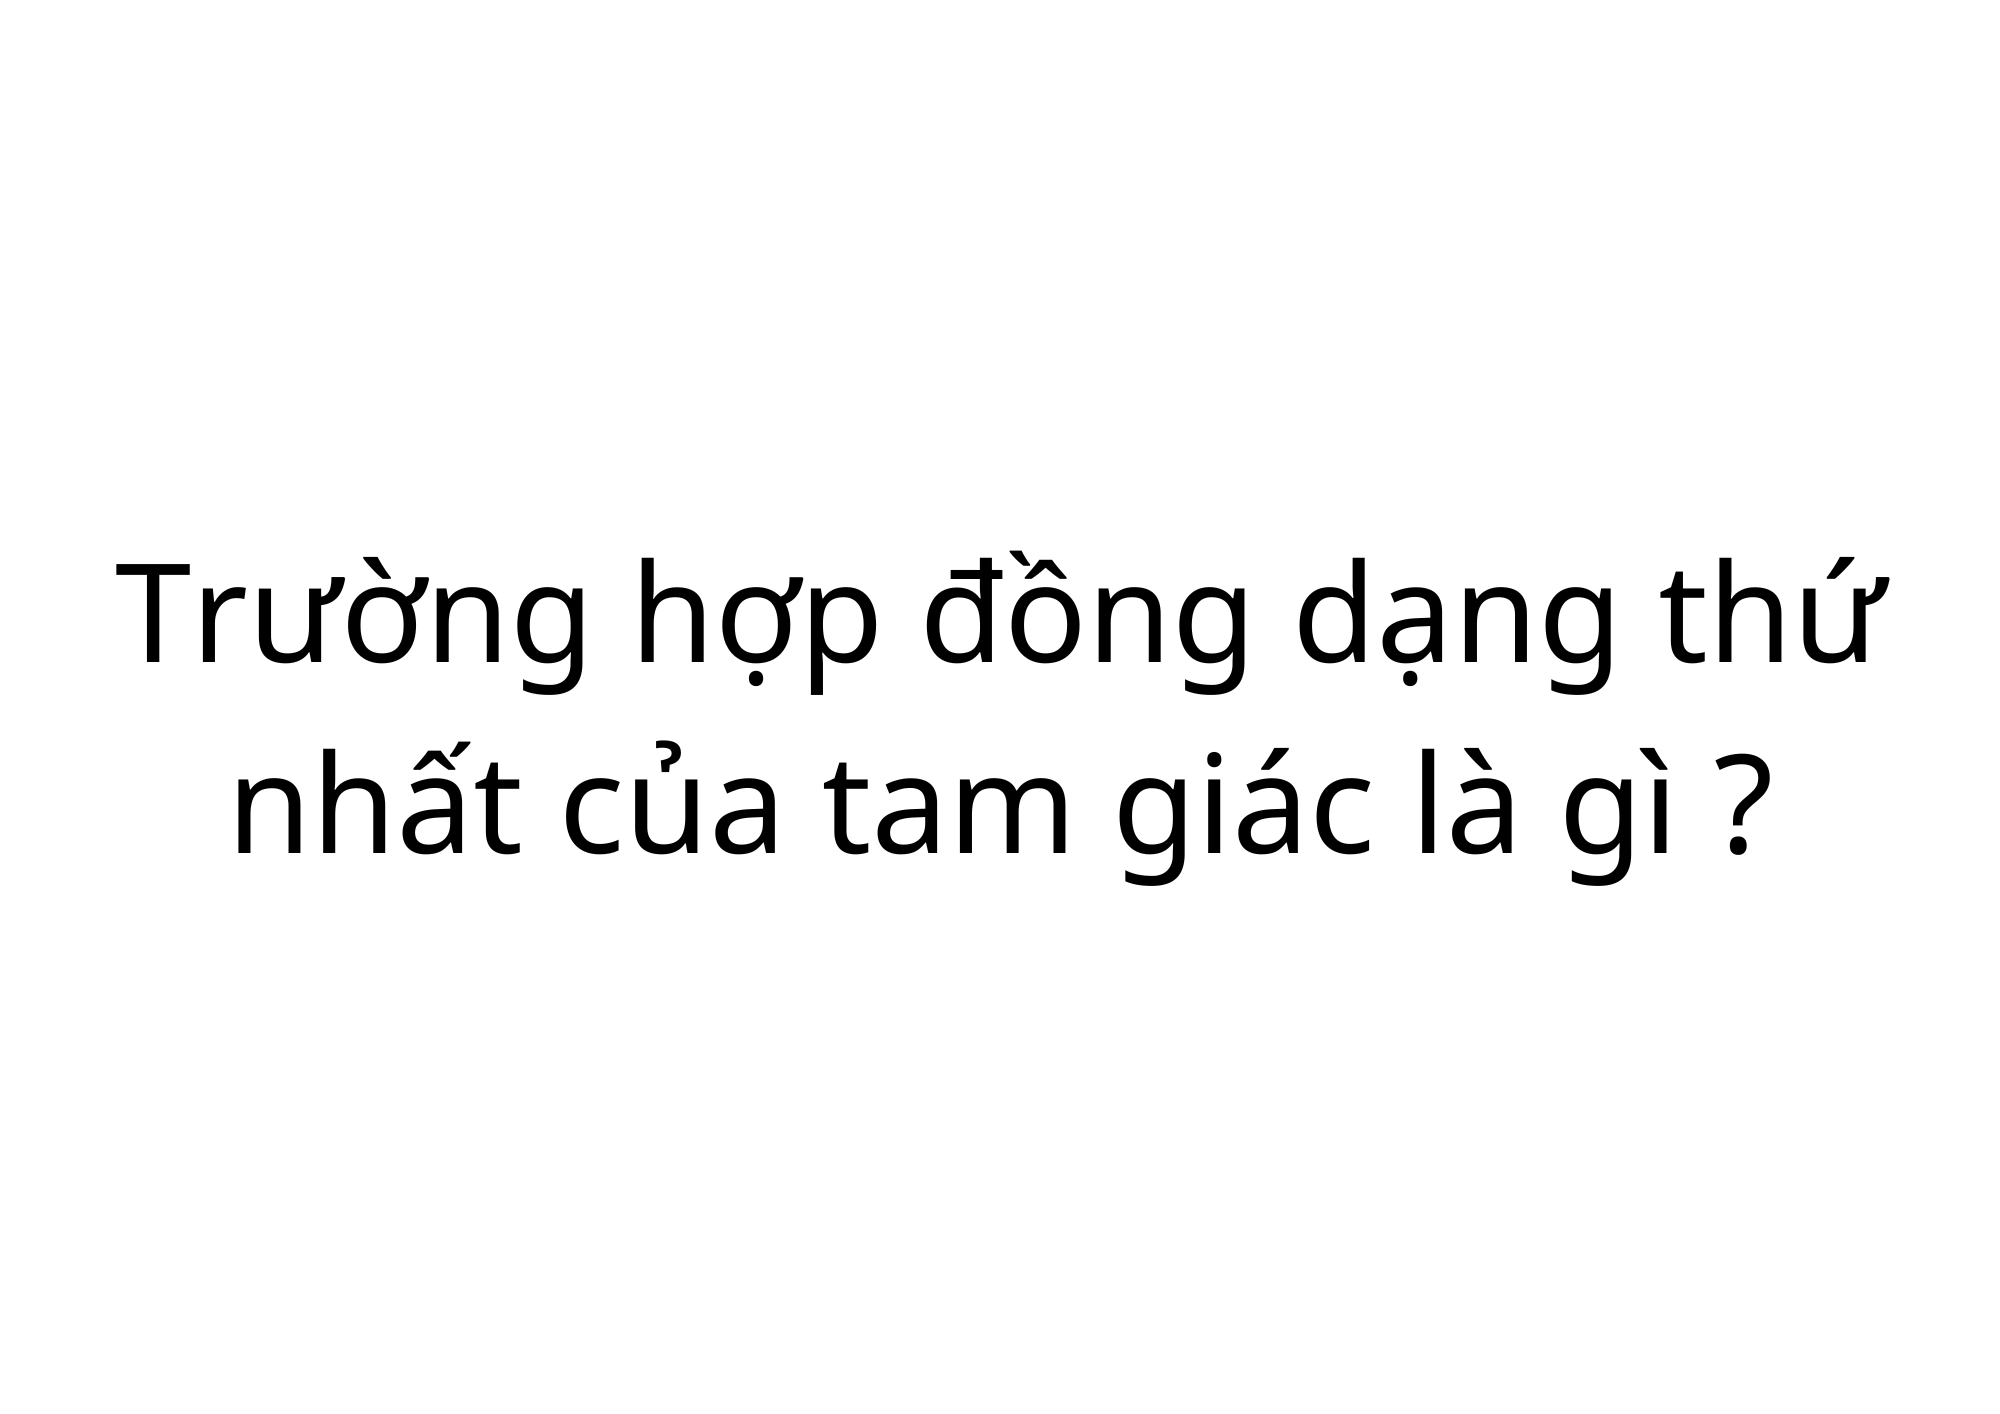 Trường hợp đồng dạng thứ
nhất của tam giác là gì ?